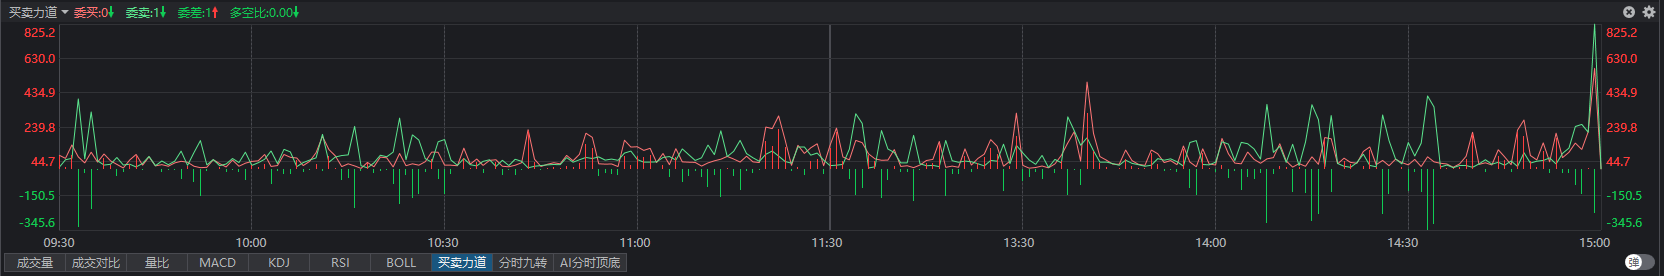 买卖力道 委买:0↓ 委卖:1↓ 委差:1↑ 多空比:0.00↓
825.2 825.2
630.0 630.0
434.9 434.9
239.8 239.8
44.7 44.7
-150.5 -150.5
-345.6 -345.6
09:30 10:00 10:30 11:00 11:30 13:30 14:00 14:30 15:00
成交量 成交对比 量比 MACD KDJ RSI BOLL 买卖力道 分时九转 AI分时顶底 弹